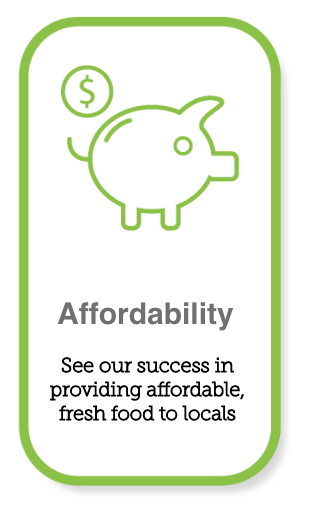 $
Affordability
See our success in
providing affordable,
fresh food to locals